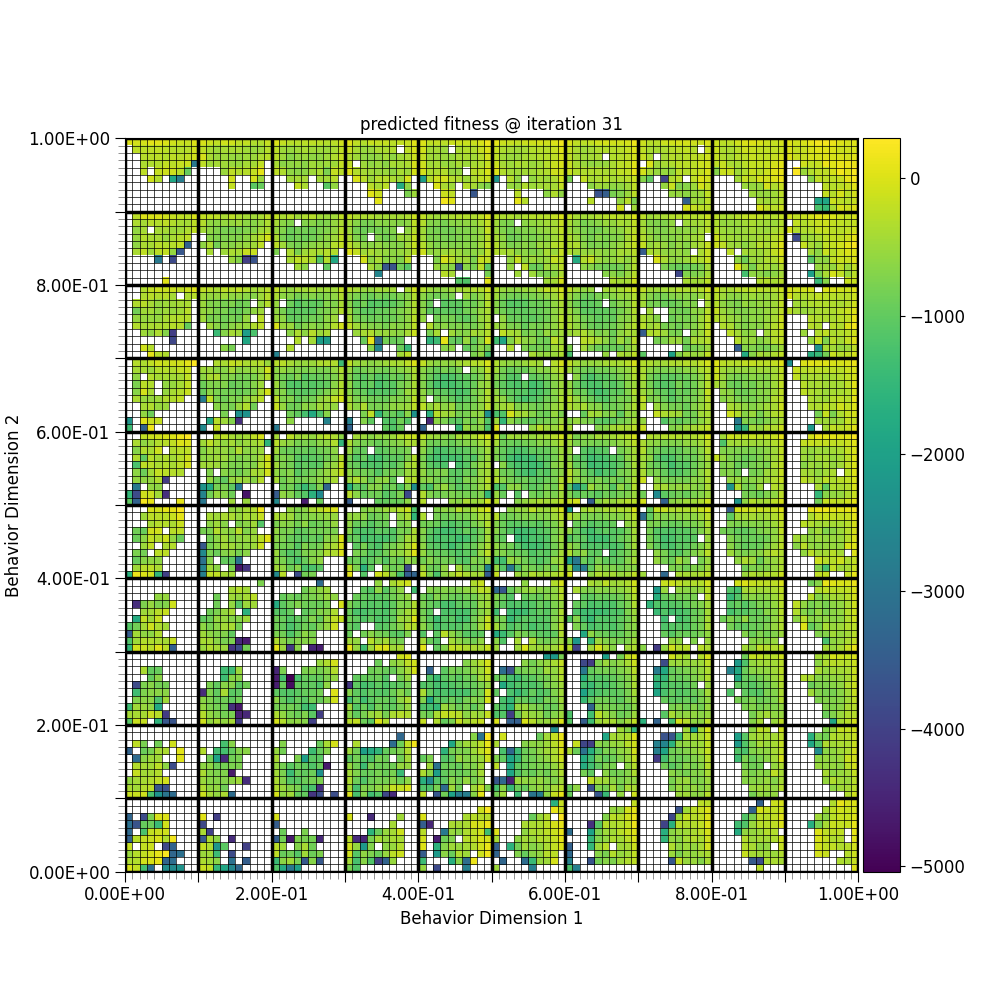 predicted fitness @ iteration 31
1.00E+00
8.00E-01
6.00E-01
4.00E-01
2.00E-01
0.00E+00
Behavior Dimension 2
0.00E+00 2.00E-01 4.00E-01 6.00E-01 8.00E-01 1.00E+00
Behavior Dimension 1
0
−1000
−2000
−3000
−4000
−5000